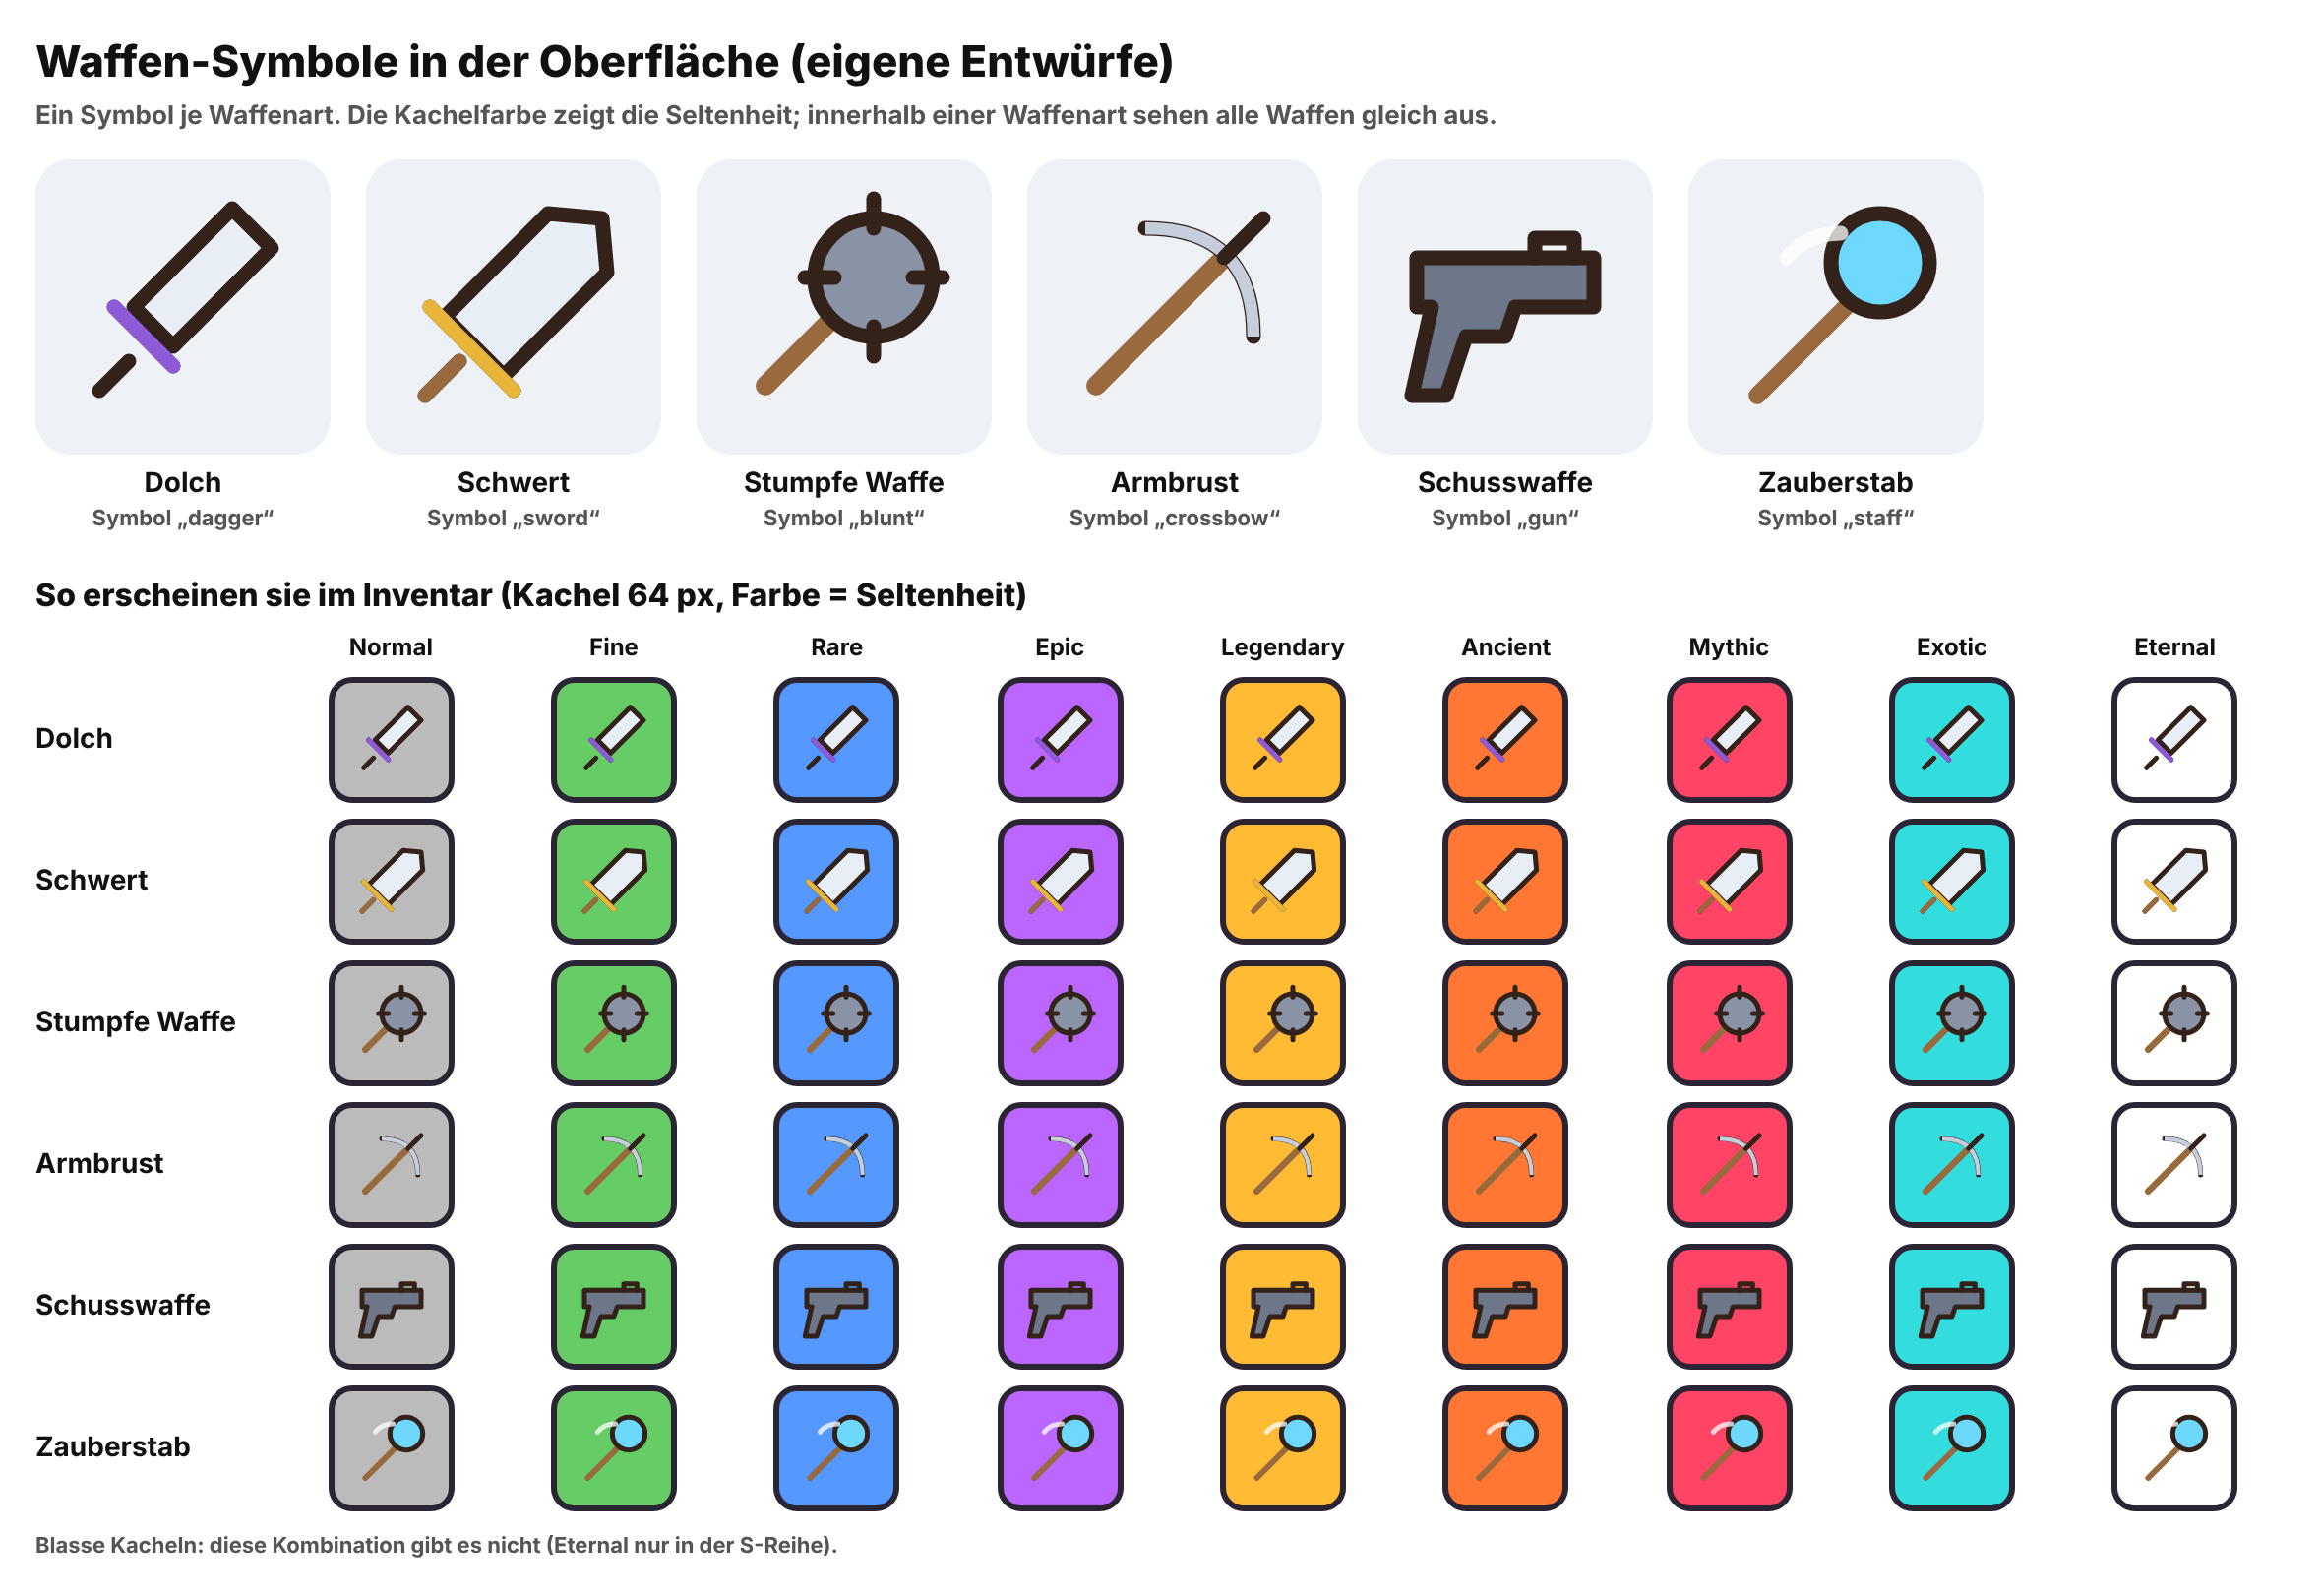 Waffen-Symbole in der Oberfläche (eigene Entwürfe)
Ein Symbol je Waffenart. Die Kachelfarbe zeigt die Seltenheit; innerhalb einer Waffenart sehen alle Waffen gleich aus.
Dolch
Symbol „dagger“
Schwert
Symbol „sword“
Stumpfe Waffe
Symbol „blunt“
Armbrust
Symbol „crossbow“
Schusswaffe
Symbol „gun“
Zauberstab
Symbol „staff“
So erscheinen sie im Inventar (Kachel 64 px, Farbe = Seltenheit)
Normal Fine Rare Epic Legendary Ancient Mythic Exotic Eternal
Dolch
Schwert
Stumpfe Waffe
Armbrust
Schusswaffe
Zauberstab
Blasse Kacheln: diese Kombination gibt es nicht (Eternal nur in der S-Reihe).